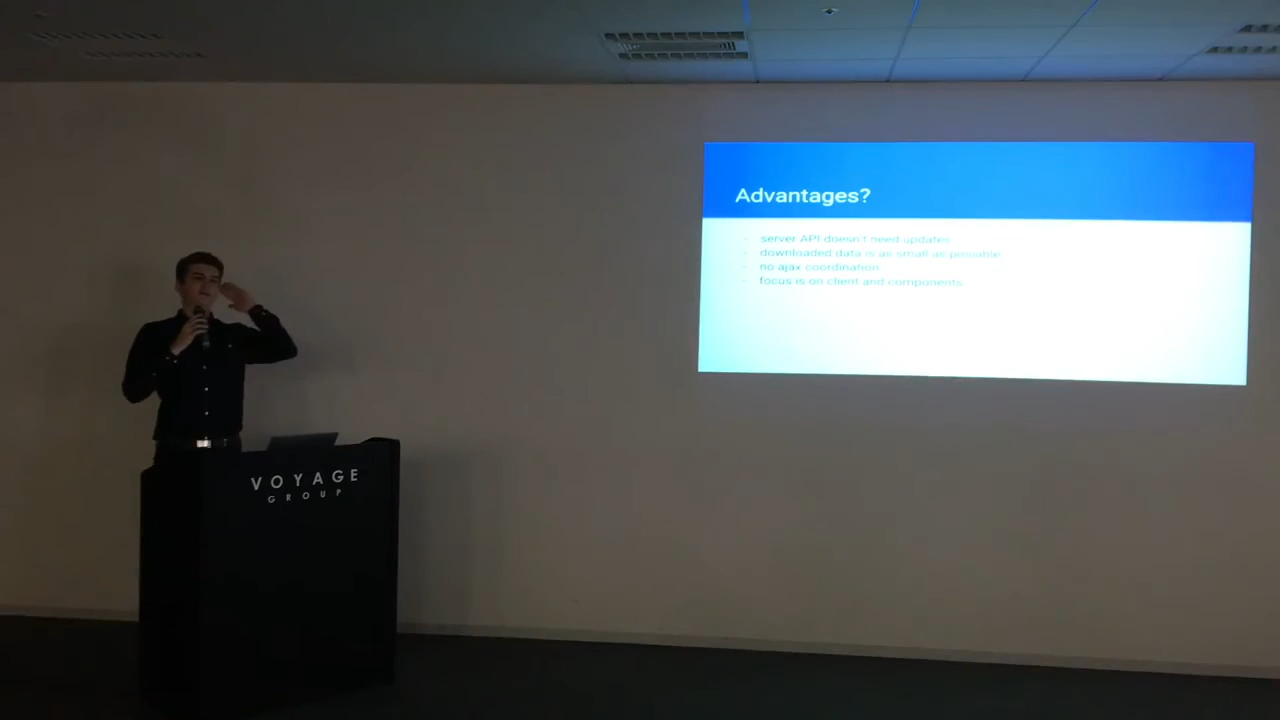 Advantages?
- server API doesn't need updates
- downloaded data is as small as possible
- no ajax coordination
- focus is on client and components
VOYAGE
GROUP